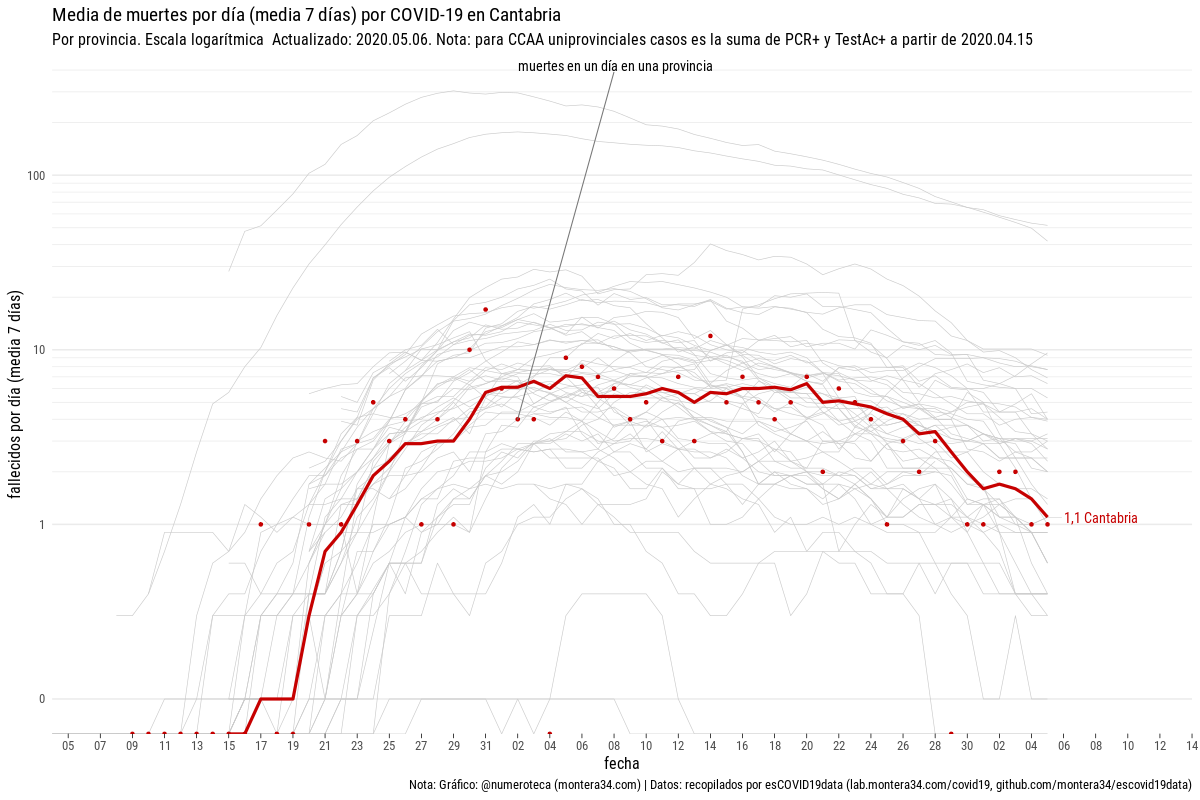 Media de muertes por día (media 7 días) por COVID-19 en Cantabria
Por provincia. Escala logarítmica  Actualizado: 2020.05.06. Nota: para CCAA uniprovinciales casos es la suma de PCR+ y TestAc+ a partir de 2020.04.15
muertes en un día en una provincia
fallecidos por día (media  7 días)
100
10
1
0
1,1 Cantabria
05 07 09 11 13 15 17 19 21 23 25 27 29 31 02 04 06 08 10 12 14 16 18 20 22 24 26 28 30 02 04 06 08 10 12 14
fecha
Nota: Gráfico: @numeroteca (montera34.com) | Datos: recopilados por esCOVID19data (lab.montera34.com/covid19, github.com/montera34/escovid19data)